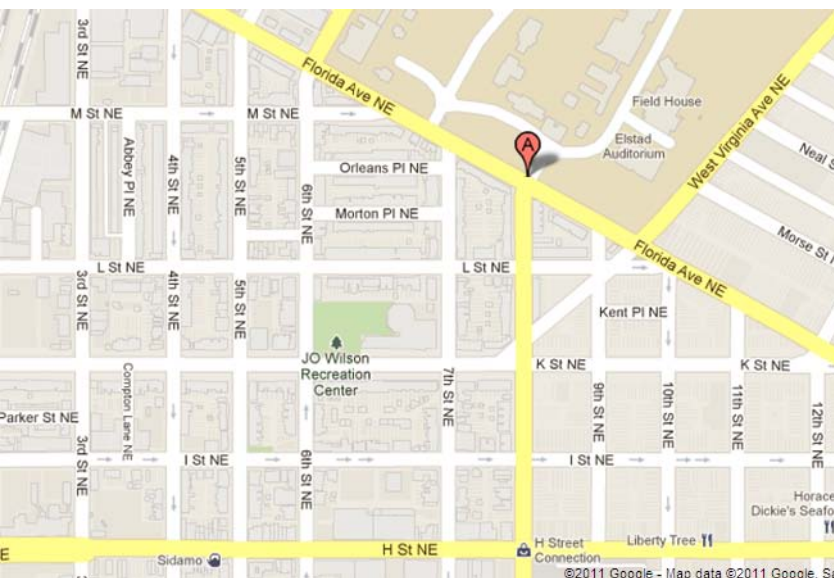 3rd St NE
Florida Ave NE
West Virginia Ave NE
Field House
M St NE
M St NE
A
Elstad
Auditorium
Abbey Pl NE
4th St NE
5th St NE
Orleans Pl NE
Neal S
6th St NE
Morton Pl NE
Morse St
Florida Ave NE
L St NE
L St NE
3rd St NE
4th St NE
5th St NE
Kent Pl NE
JO Wilson
Recreation
Center
K St NE
K St NE
Compton Lane NE
7th St NE
9th St NE
10th St NE
11th St NE
12th St NE
Parker St NE
3rd St NE
I St NE
6th St NE
I St NE
Horace
Dickie's Seafo
E
Sidamo
H St NE
H Street
Connection
Liberty Tree
©2011 Google - Map data ©2011 Google, Sa